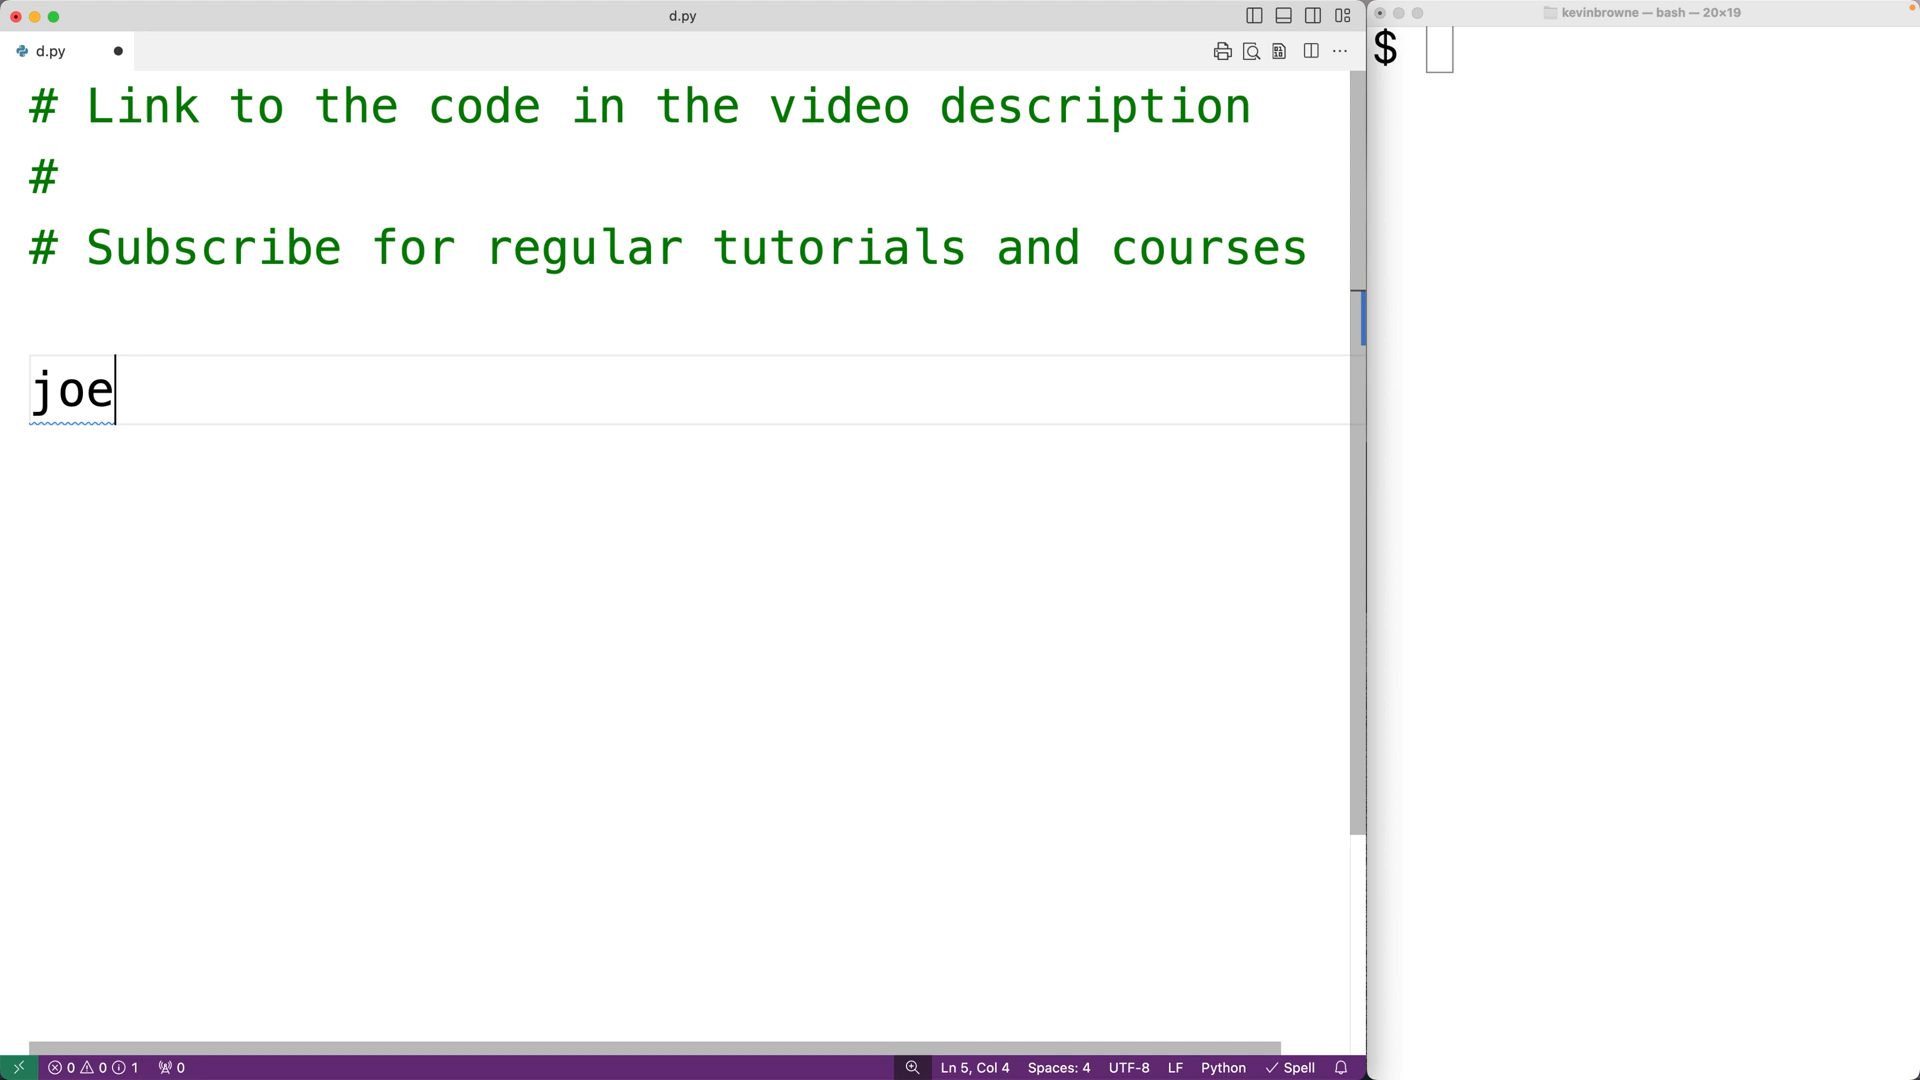 d.py
kevinbrowne — bash — 20×19
d.py
$
# Link to the code in the video description
#
# Subscribe for regular tutorials and courses
joe
0 0 1 0
Ln 5, Col 4 Spaces: 4 UTF-8 LF Python Spell